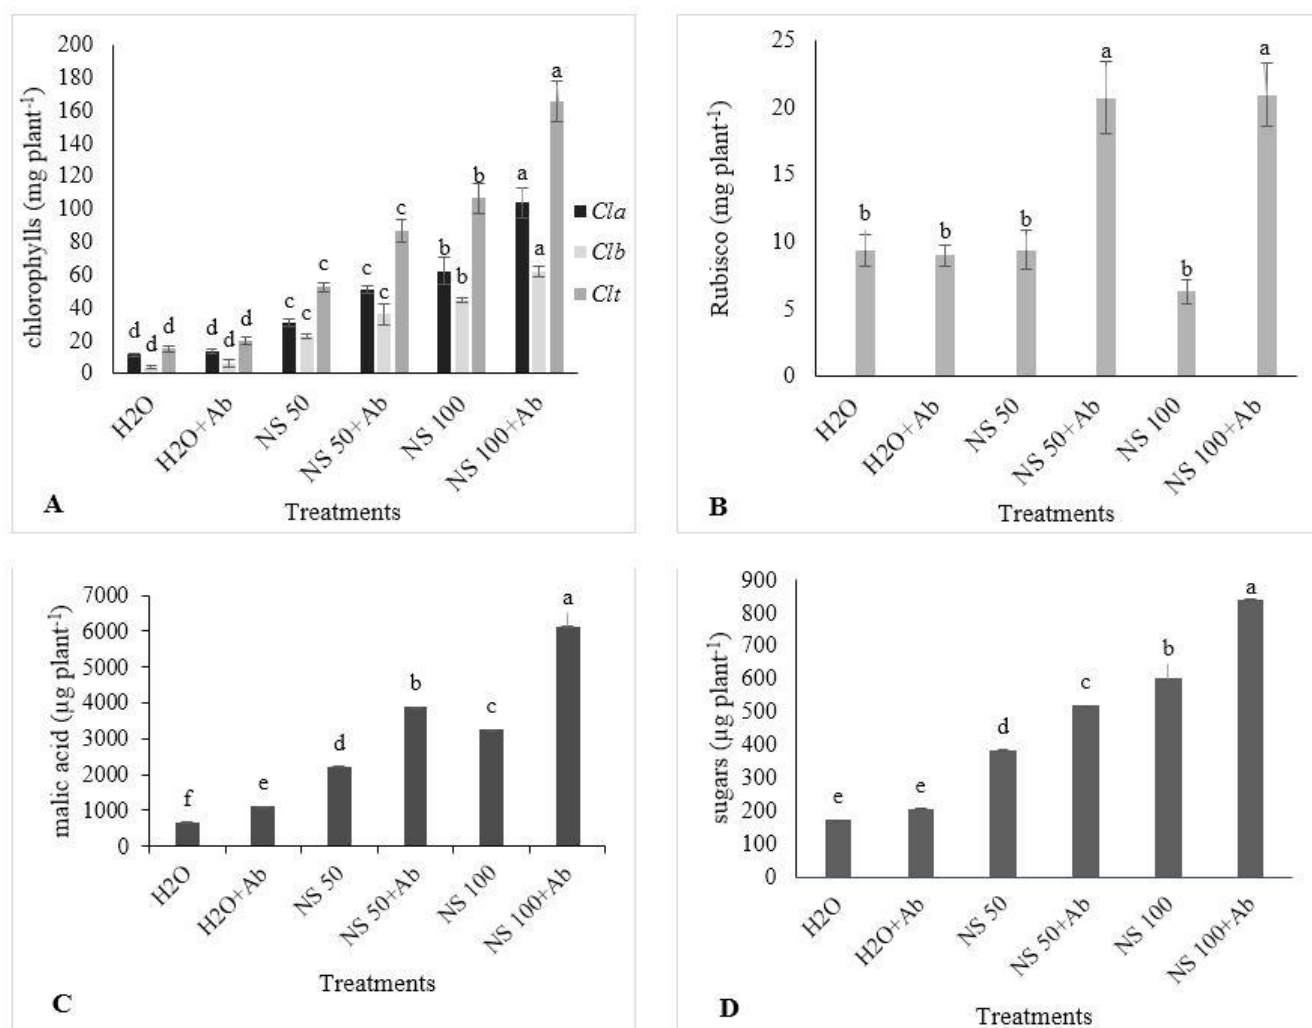 chlorophylls (mg plant-1)
200
180
160
140
120
100
80
60
40
20
0
d d d
d d d
c c c
c c c
b b b
a a a
Cla
Clb
Clt
H2O
H2O+Ab
NS 50
NS 50+Ab
NS 100
NS 100+Ab
Treatments
A
Rubisco (mg plant-1)
25
20
15
10
5
0
b
b
b
a
b
a
H2O
H2O+Ab
NS 50
NS 50+Ab
NS 100
NS 100+Ab
Treatments
B
malic acid (µg plant-1)
7000
6000
5000
4000
3000
2000
1000
0
f
e
d
b
c
a
H2O
H2O+Ab
NS 50
NS 50+Ab
NS 100
NS 100+Ab
Treatments
C
sugars (µg plant-1)
900
800
700
600
500
400
300
200
100
0
e
e
d
c
b
a
H2O
H2O+Ab
NS 50
NS 50+Ab
NS 100
NS 100+Ab
Treatments
D